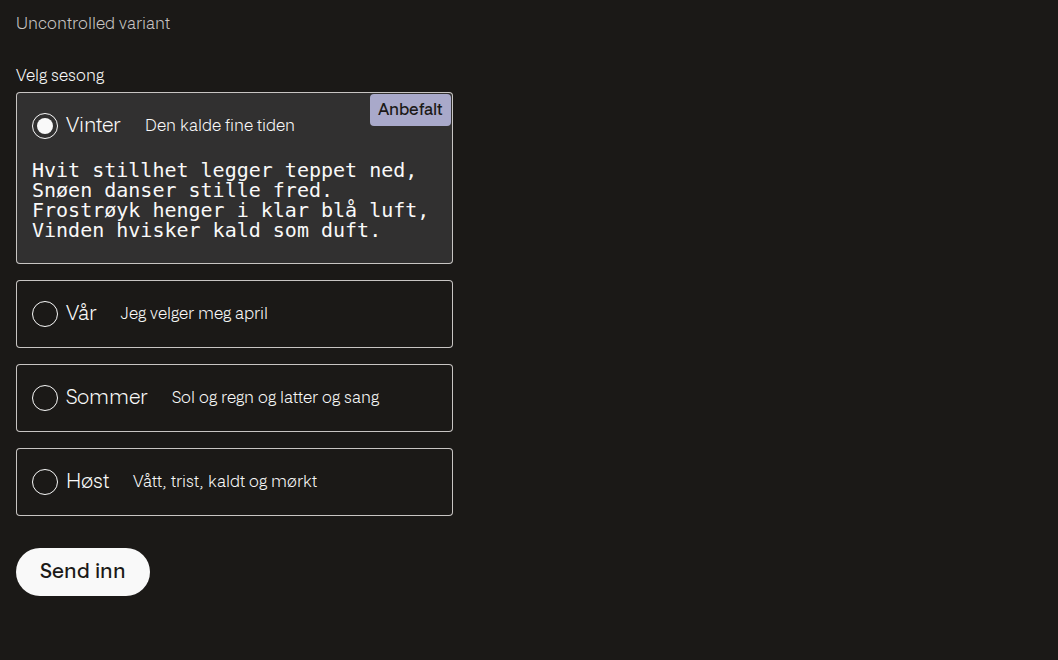 Uncontrolled variant
Velg sesong
Anbefalt
Vinter Den kalde fine tiden
Hvit stillhet legger teppet ned,
Snøen danser stille fred.
Frostrøyk henger i klar blå luft,
Vinden hvisker kald som duft.
Vår Jeg velger meg april
Sommer Sol og regn og latter og sang
Høst Vått, trist, kaldt og mørkt
Send inn